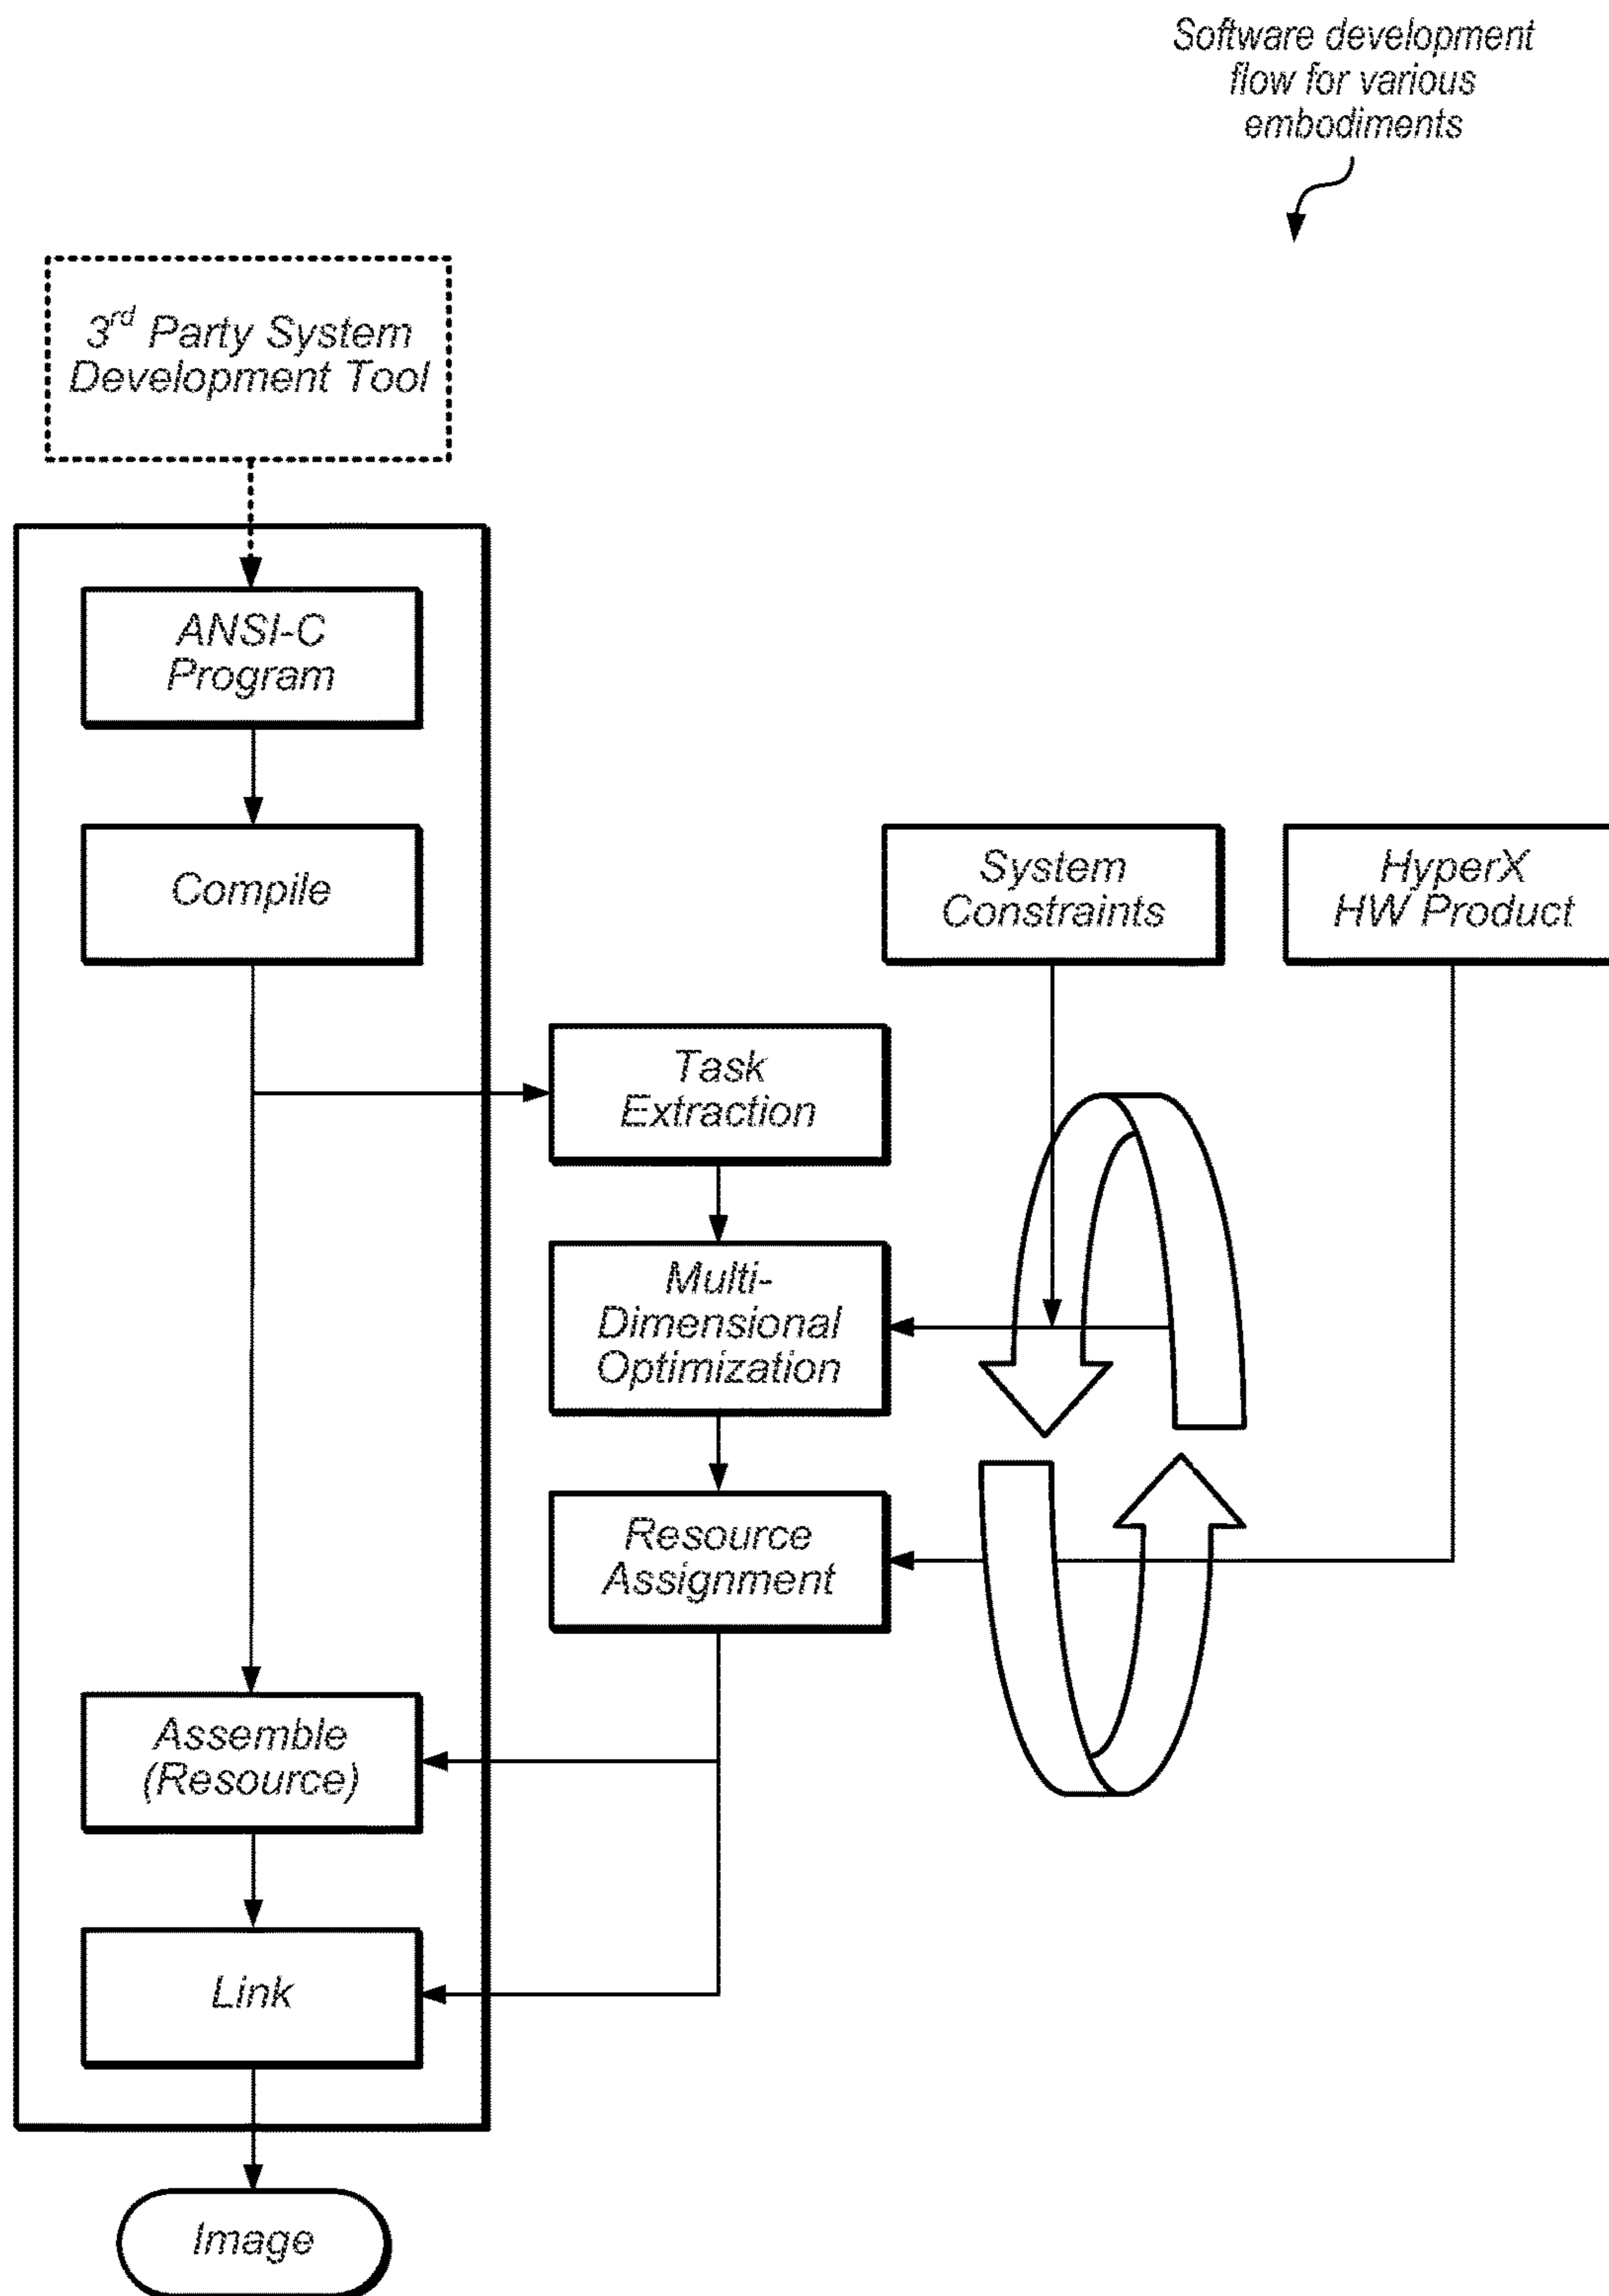 Software development
flow for various
embodiments
3rd Party System
Development Tool
ANSI-C
Program
Compile
System
Constraints
HyperX
HW Product
Task
Extraction
Multi-
Dimensional
Optimization
Resource
Assignment
Assemble
(Resource)
Link
Image